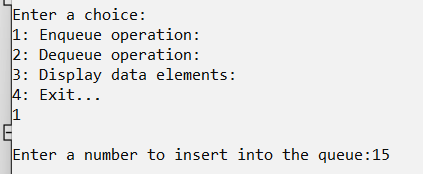 Enter a choice:
1: Enqueue operation:
2: Dequeue operation:
3: Display data elements:
4: Exit...
1
Enter a number to insert into the queue:15